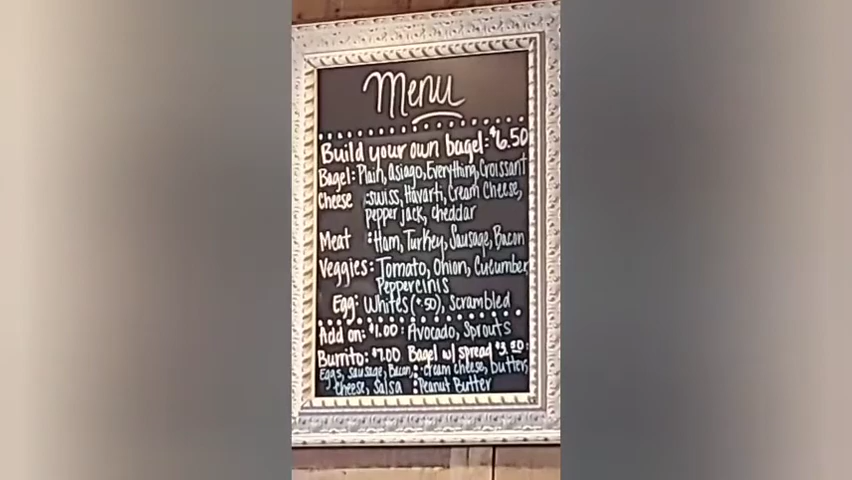 Menu
Build your own bagel: $6.50
Bagel: Plain, Asiago, Everything, Croissant
Cheese :swiss, Havarti, Cream Cheese,
pepper jack, cheddar
Meat :Ham, Turkey, Sausage, Bacon
Veggies: Tomato, Onion, Cucumber,
Peppercinis
Egg: Whites (+.50), Scrambled
Add on: $1.00: Avocado, Sprouts
Burrito: $7.00 Bagel w/ spread $3.50:
Eggs, sausage, Bacon, : cream cheese, butter,
cheese, Salsa : Peanut Butter